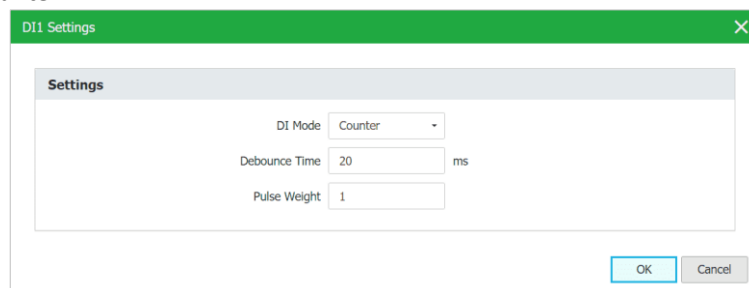 DI1 Settings
Settings
DI Mode Counter
Debounce Time 20 ms
Pulse Weight 1
OK Cancel